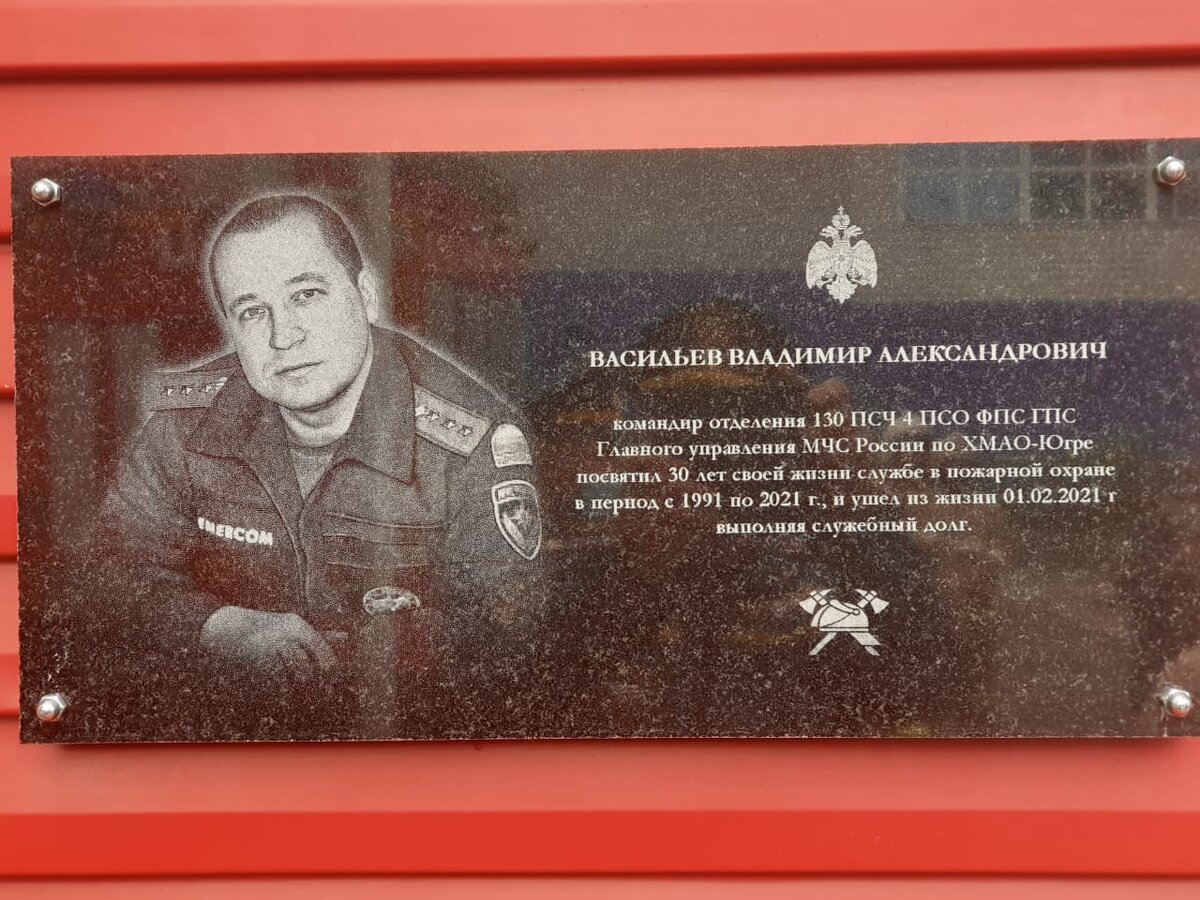 EMERCOM
ВАСИЛЬЕВ ВЛАДИМИР АЛЕКСАНДРОВИЧ
командир отделения 130 ПСЧ 4 ПСО ФПС ГПС
Главного управления МЧС России по ХМАО-Югре
посвятил 30 лет своей жизни службе в пожарной охране
в период с 1991 по 2021 г., и ушел из жизни 01.02.2021 г
выполняя служебный долг.